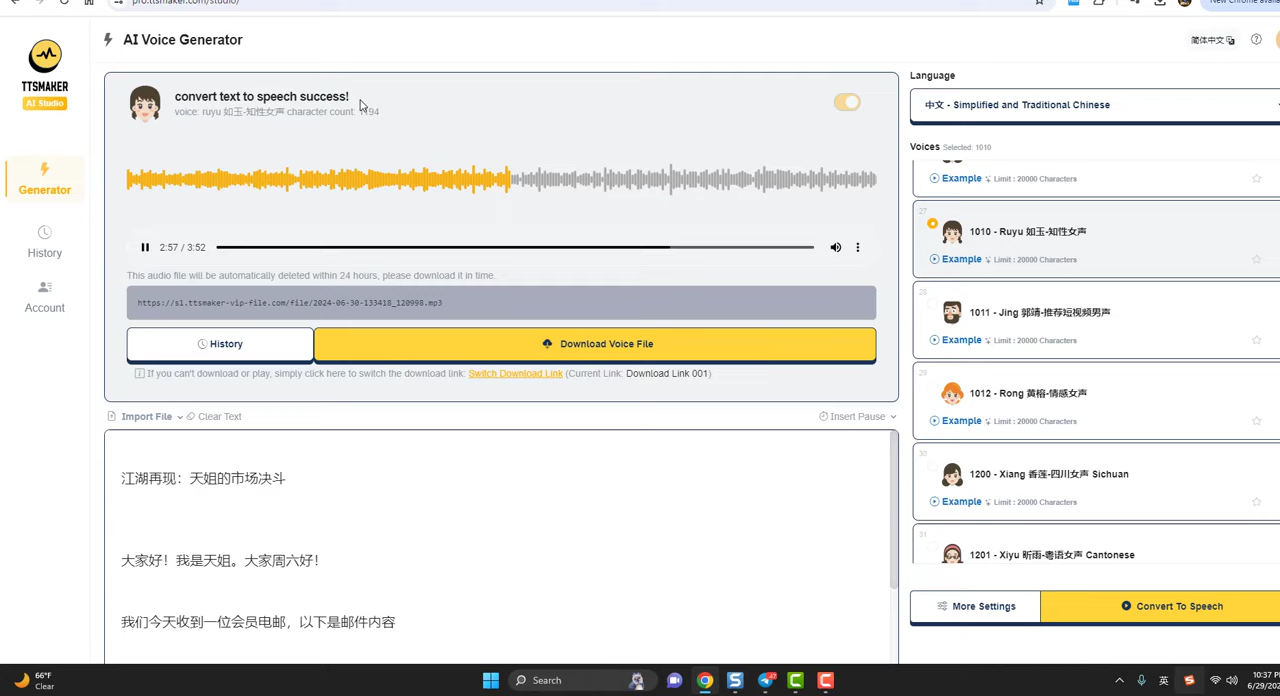 pro.ttsmaker.com/studio/
New Chrome availa
AI Voice Generator
简体中文
TTSMAKER
AI Studio
Generator
History
Account
convert text to speech success!
voice: ruyu 如玉-知性女声 character count:
2:57 / 3:52
This audio file will be automatically deleted within 24 hours, please download it in time.
https://s1.ttsmaker-vip-file.com/file/2024-06-30-133418_120998.mp3
History
Download Voice File
If you can't download or play, simply click here to switch the download link: Switch Download Link (Current Link: Download Link 001)
Import File
Clear Text
Insert Pause
江湖再现：天姐的市场决斗
大家好！我是天姐。大家周六好！
我们今天收到一位会员电邮，以下是邮件内容
Language
中文 - Simplified and Traditional Chinese
Voices Selected: 1010
Example Limit : 20000 Characters
27
1010 - Ruyu 如玉-知性女声
Example Limit : 20000 Characters
28
1011 - Jing 郭靖-推荐短视频男声
Example Limit : 20000 Characters
29
1012 - Rong 黄榕-情感女声
Example Limit : 20000 Characters
30
1200 - Xiang 香莲-四川女声 Sichuan
Example Limit : 20000 Characters
31
1201 - Xiyu 昕雨-粤语女声 Cantonese
More Settings
Convert To Speech
66°F
Clear
Search
英
10:37 P
6/29/202